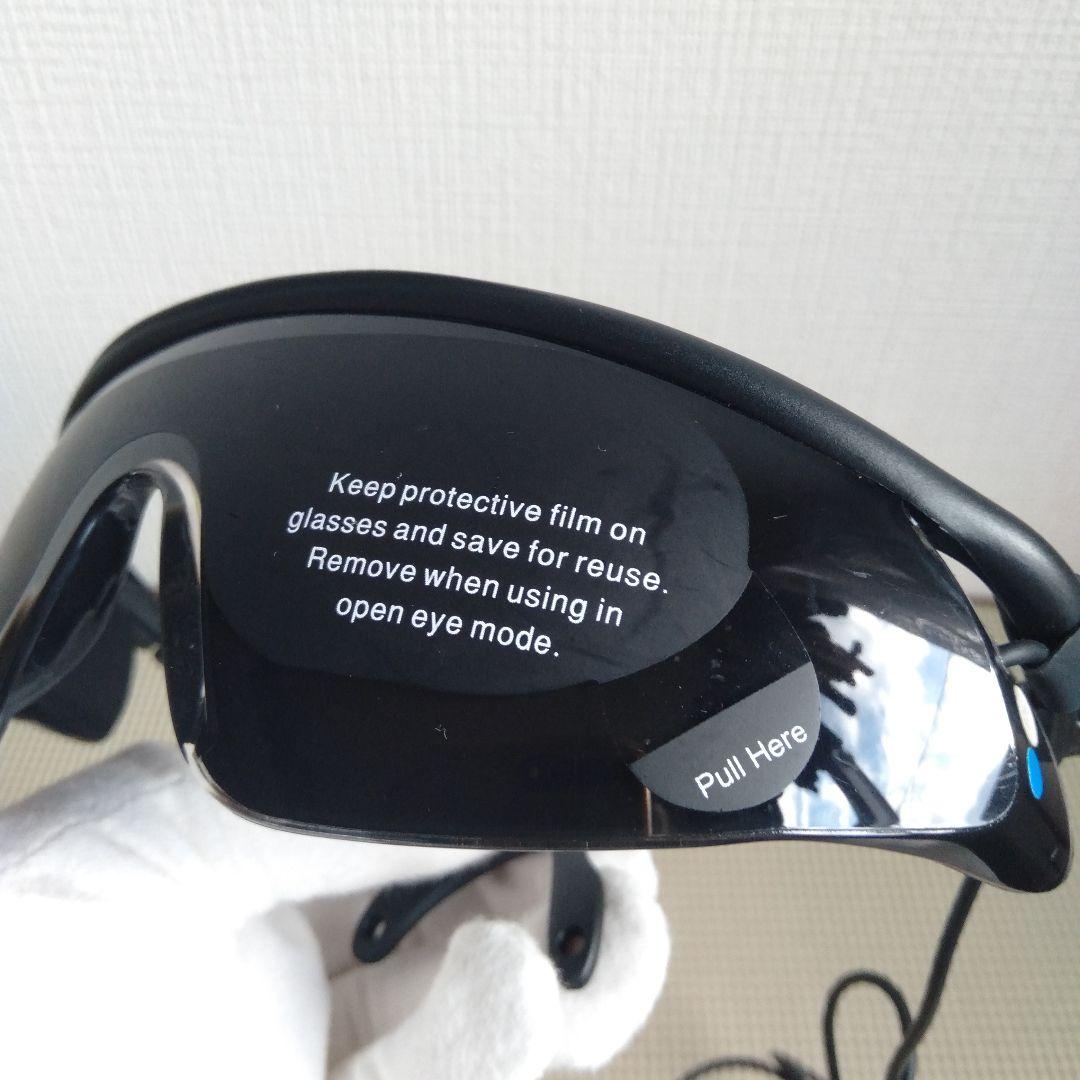 Keep protective film on
glasses and save for reuse.
Remove when using in
open eye mode.
Pull Here